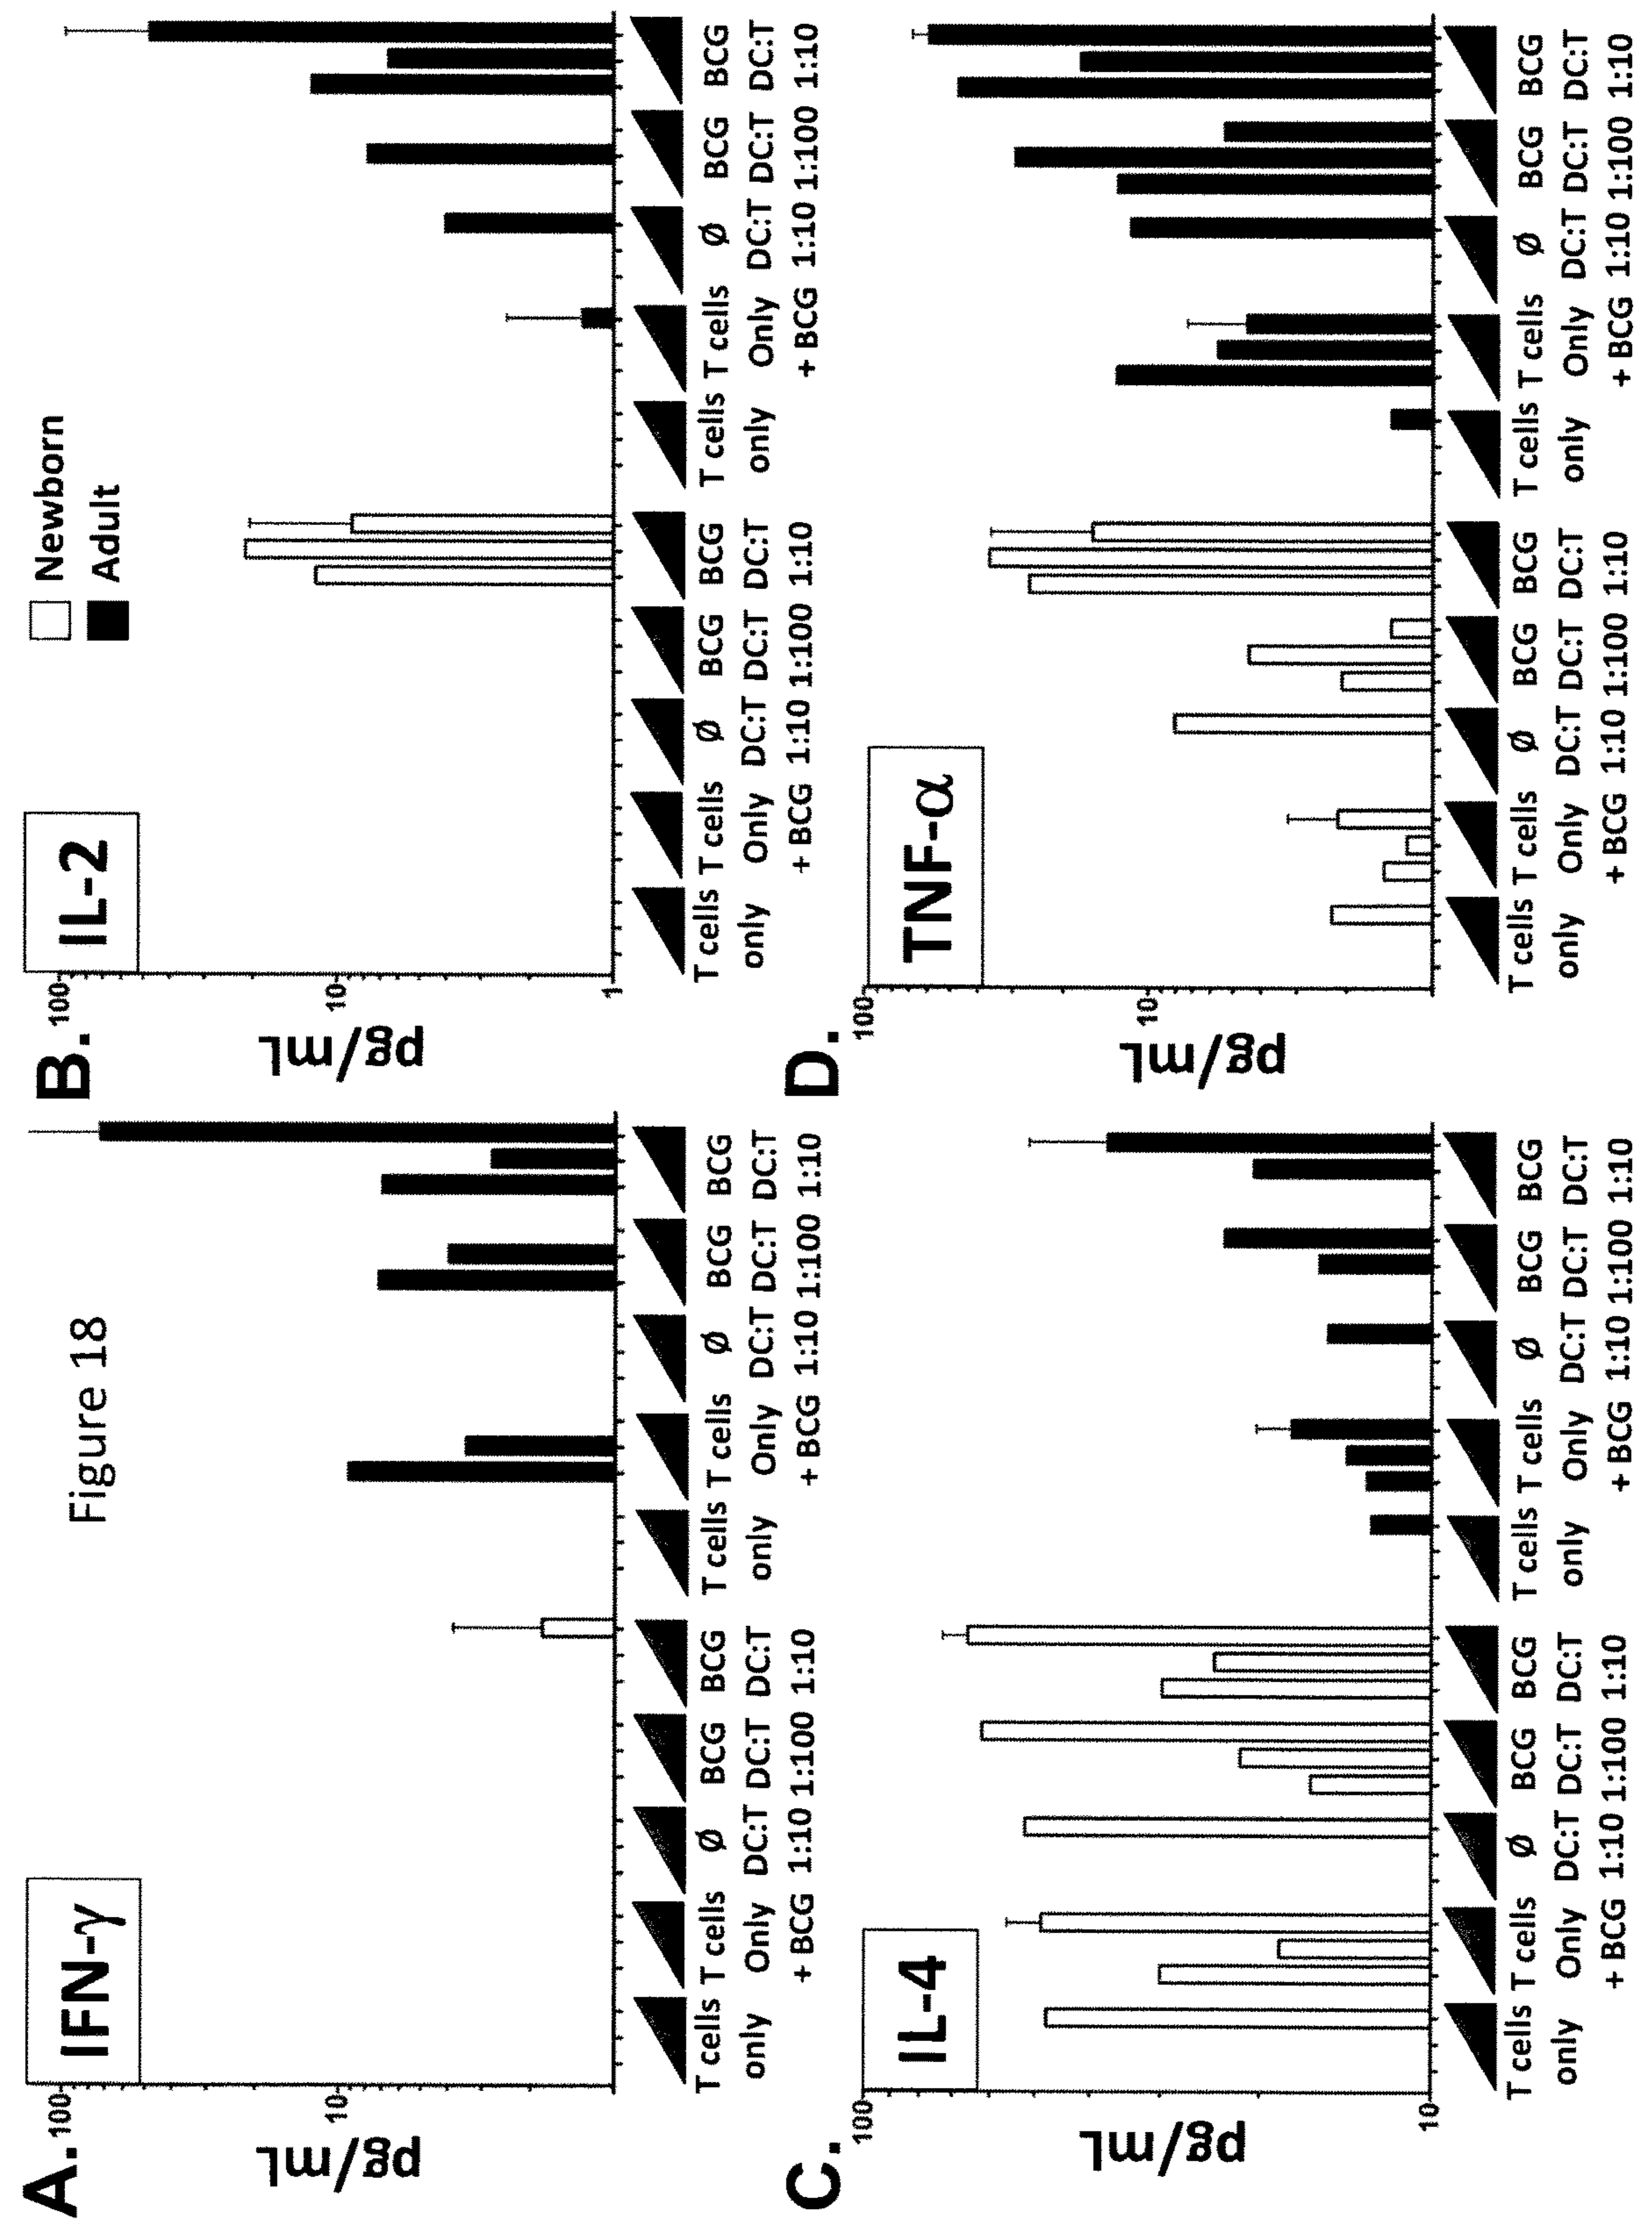 Figure 18
Newborn
Adult
A.
IFN-γ
pg/mL
100
10
T cells T cells Ø BCG BCG T cells T cells Ø BCG BCG
only Only DC:T DC:T DC:T only Only DC:T DC:T DC:T
+ BCG 1:10 1:100 1:10 + BCG 1:10 1:100 1:10
B.
IL-2
pg/mL
100
10
1
T cells T cells Ø BCG BCG T cells T cells Ø BCG BCG
only Only DC:T DC:T DC:T only Only DC:T DC:T DC:T
+ BCG 1:10 1:100 1:10 + BCG 1:10 1:100 1:10
C.
IL-4
pg/mL
100
10
T cells T cells Ø BCG BCG T cells T cells Ø BCG BCG
only Only DC:T DC:T DC:T only Only DC:T DC:T DC:T
+ BCG 1:10 1:100 1:10 + BCG 1:10 1:100 1:10
D.
TNF-α
pg/mL
100
10
T cells T cells Ø BCG BCG T cells T cells Ø BCG BCG
only Only DC:T DC:T DC:T only Only DC:T DC:T DC:T
+ BCG 1:10 1:100 1:10 + BCG 1:10 1:100 1:10